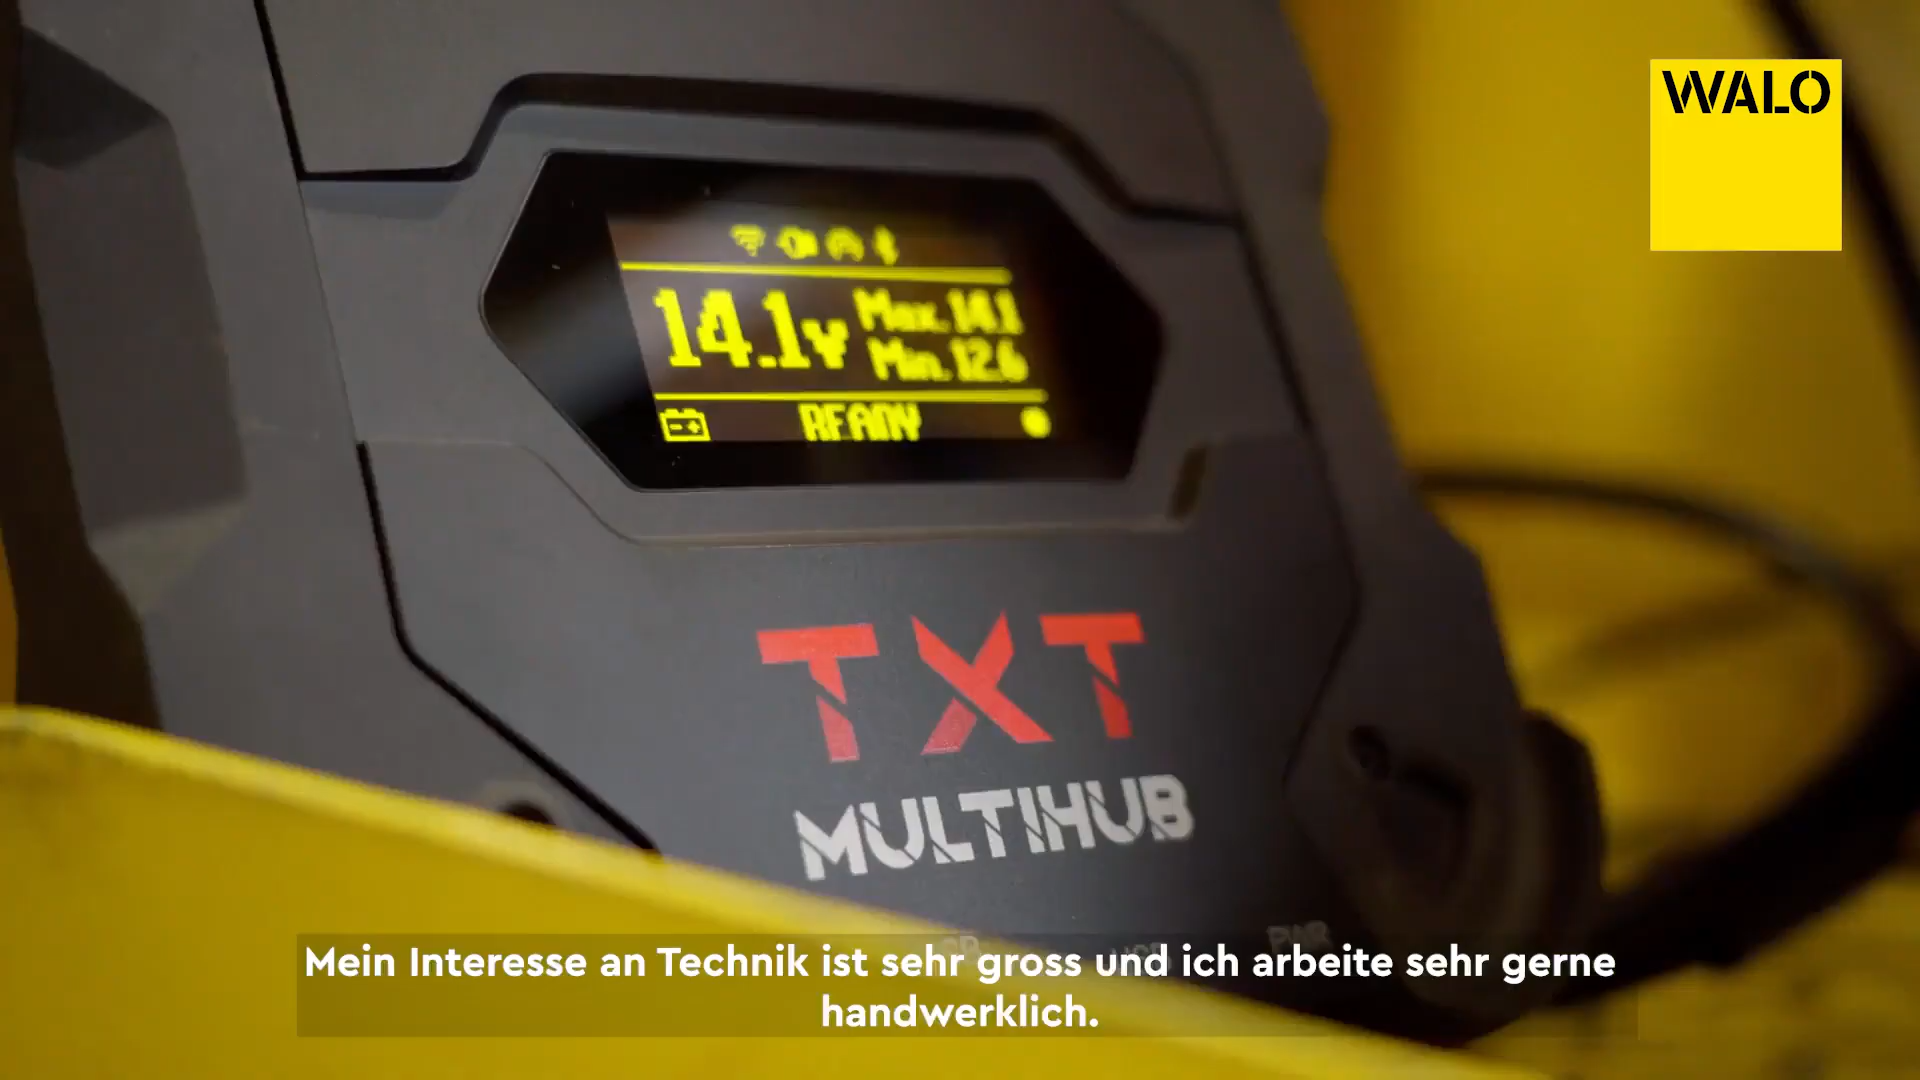 WALO
14.1v
Max. 14.1
Min. 12.6
READY
TXT
MULTIHUB
PWR
Mein Interesse an Technik ist sehr gross und ich arbeite sehr gerne
handwerklich.